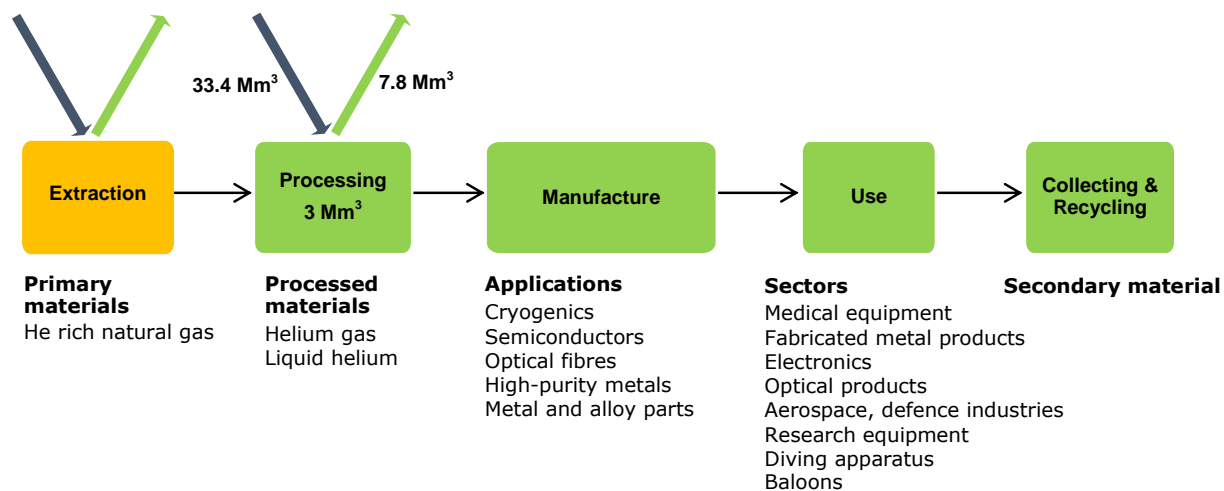 33.4 Mm³
7.8 Mm³
Extraction
Processing
3 Mm³
Manufacture
Use
Collecting &
Recycling
Primary
materials
He rich natural gas
Processed
materials
Helium gas
Liquid helium
Applications
Cryogenics
Semiconductors
Optical fibres
High-purity metals
Metal and alloy parts
Sectors
Medical equipment
Fabricated metal products
Electronics
Optical products
Aerospace, defence industries
Research equipment
Diving apparatus
Baloons
Secondary material